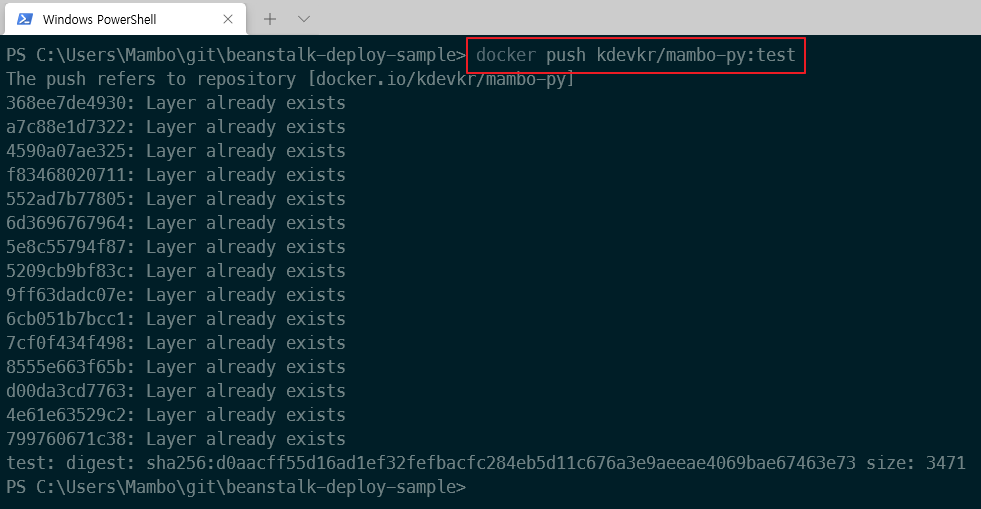 Windows PowerShell
PS C:\Users\Mambo\git\beanstalk-deploy-sample> docker push kdevkr/mambo-py:test
The push refers to repository [docker.io/kdevkr/mambo-py]
368ee7de4930: Layer already exists
a7c88e1d7322: Layer already exists
4590a07ae325: Layer already exists
f83468020711: Layer already exists
552ad7b77805: Layer already exists
6d3696767964: Layer already exists
5e8c55794f87: Layer already exists
5209cb9bf83c: Layer already exists
9ff63dadc07e: Layer already exists
6cb051b7bcc1: Layer already exists
7cf0f434f498: Layer already exists
8555e663f65b: Layer already exists
d00da3cd7763: Layer already exists
4e61e63529c2: Layer already exists
799760671c38: Layer already exists
test: digest: sha256:d0aacff55d16ad1ef32fefbacfc284eb5d11c676a3e9aeeae4069bae67463e73 size: 3471
PS C:\Users\Mambo\git\beanstalk-deploy-sample>